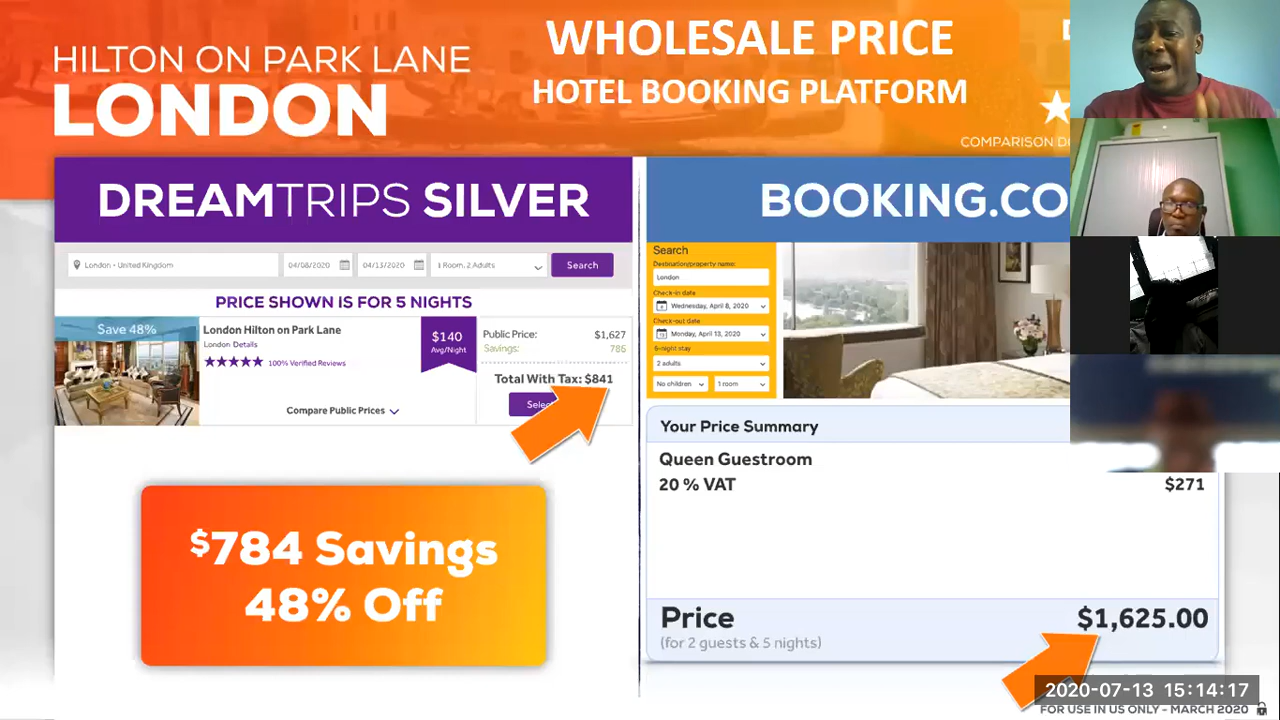 HILTON ON PARK LANE
LONDON
WHOLESALE PRICE
HOTEL BOOKING PLATFORM
COMPARISON D
DREAMTRIPS SILVER
London - United Kingdom
04/08/2020
04/13/2020
1 Room, 2 Adults
Search
PRICE SHOWN IS FOR 5 NIGHTS
Save 48%
London Hilton on Park Lane
London Details
100% Verified Reviews
Compare Public Prices
$140
Avg/Night
Public Price: $1,627
Savings: 786
Total With Tax: $841
Selec
$784 Savings
48% Off
BOOKING.CO
Search
Destination/property name:
London
Check-in date
Wednesday, April 8, 2020
Check-out date
Monday, April 13, 2020
5-night stay
2 adults
No children
1 room
Your Price Summary
Queen Guestroom
20 % VAT $271
Price $1,625.00
(for 2 guests & 5 nights)
2020-07-13 15:14:17
FOR USE IN US ONLY - MARCH 2020